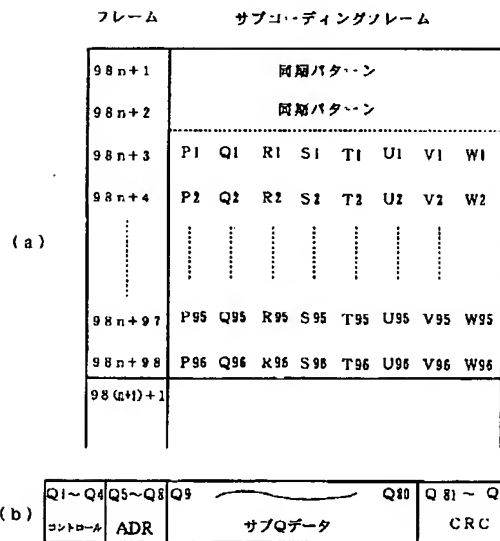 フレーム サブコーディングフレーム
98n+1 同期パターン
98n+2 同期パターン
98n+3 P1 Q1 R1 S1 T1 U1 V1 W1
98n+4 P2 Q2 R2 S2 T2 U2 V2 W2
(a)
98n+97 P95 Q95 R95 S95 T95 U95 V95 W95
98n+98 P96 Q96 R96 S96 T96 U96 V96 W96
98(n+1)+1
(b) Q1~Q4 Q5~Q8 Q9 Q80 Q81~Q
コントロール ADR サブQデータ CRC